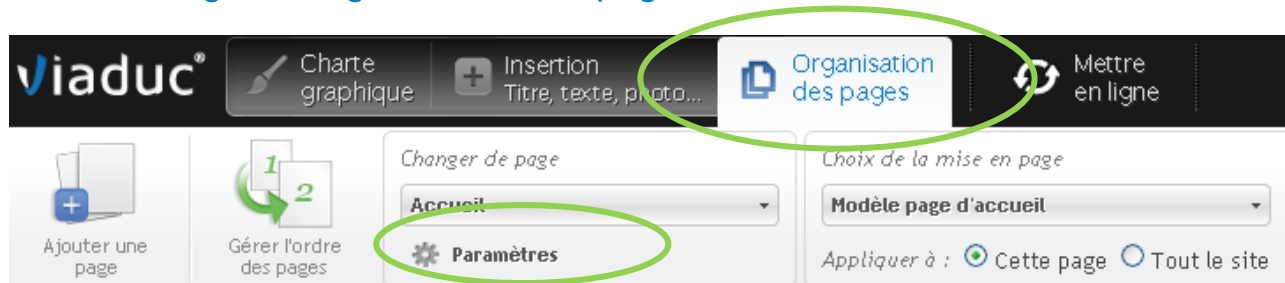 viaduc®
Charte
graphique
Insertion
Titre, texte, photo...
Organisation
des pages
Mettre
en ligne
1
2
Ajouter une
page
Gérer l'ordre
des pages
Changer de page
Accueil
Paramètres
Choix de la mise en page
Modèle page d'accueil
Appliquer à : Cette page Tout le site